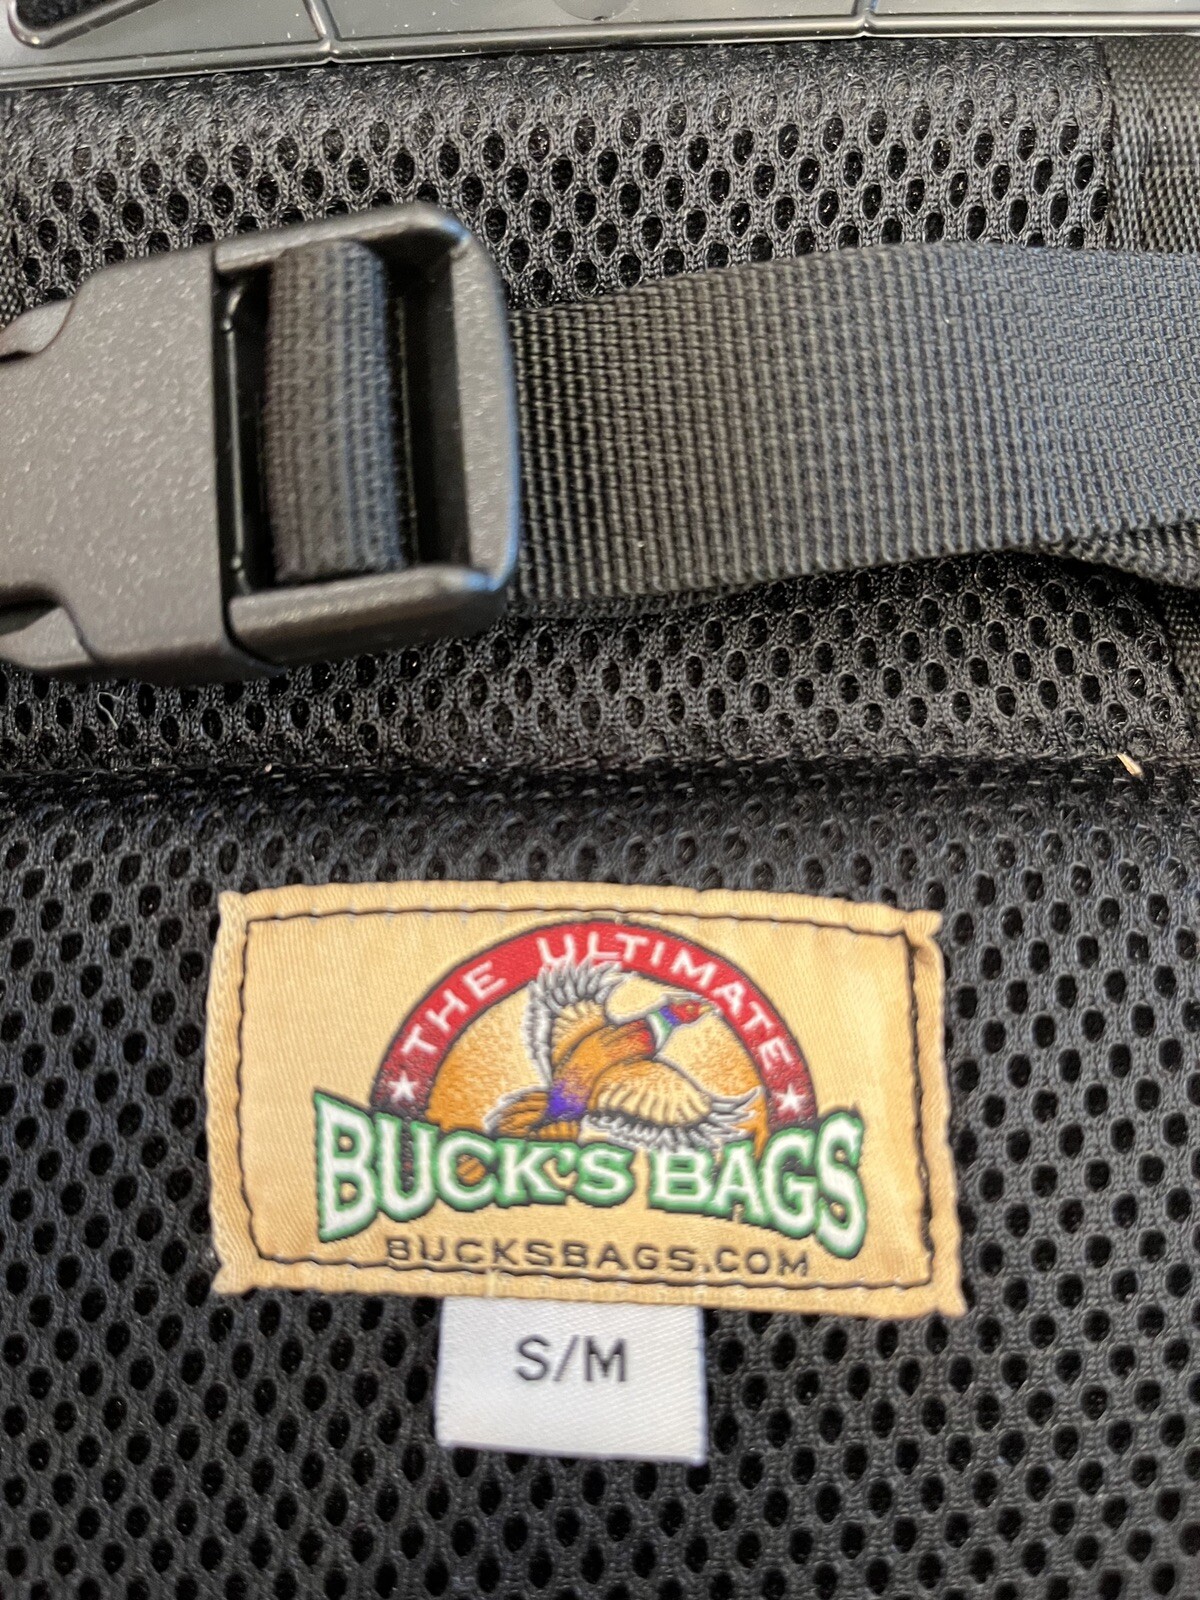 THE ULTIMATE
BUCK'S BAGS
BUCKSBAGS.COM
S/M